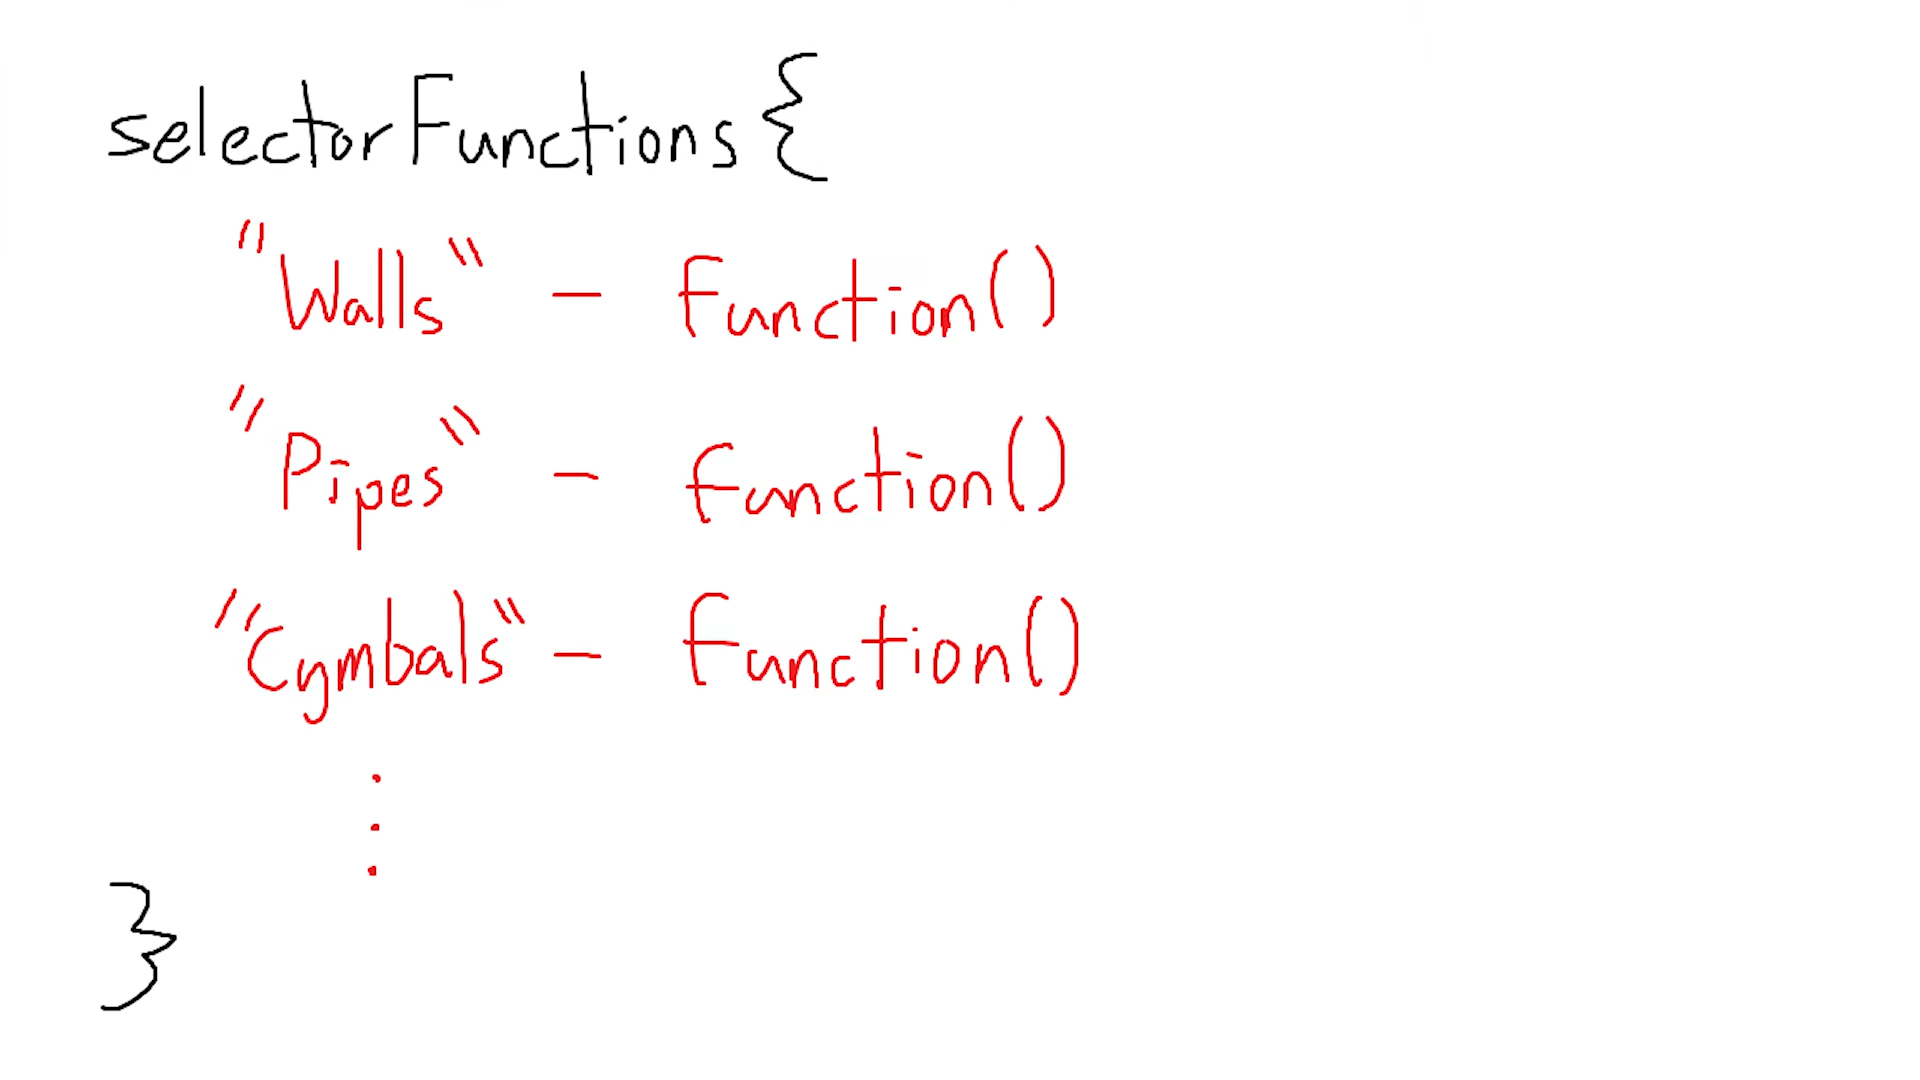 selectorFunctions{
"Walls" - function()
"Pipes" - function()
"Cymbals" - function()
.
.
.
}